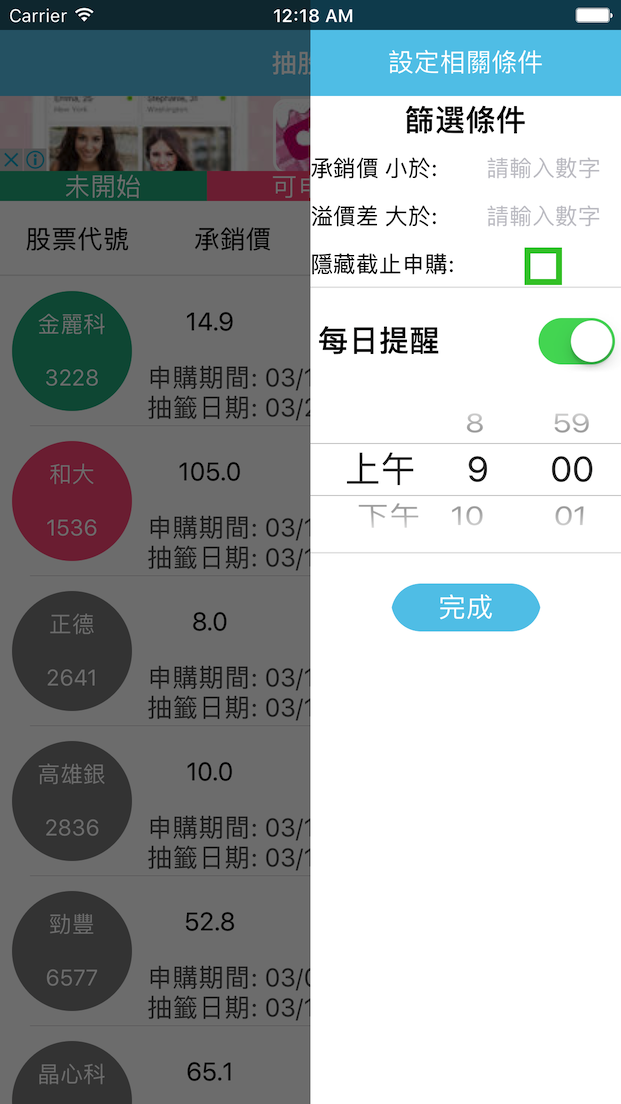 Carrier 12:18 AM
抽
設定相關條件
Emma, 25
New York
Stephanie, 31
Washington
未開始
可申
篩選條件
承銷價 小於: 請輸入數字
溢價差 大於: 請輸入數字
隱藏截止申購:
每日提醒
8 59
上午 9 00
下午 10 01
完成
股票代號 承銷價
金麗科
3228
14.9
申購期間: 03/1
抽籤日期: 03/2
和大
1536
105.0
申購期間: 03/1
抽籤日期: 03/1
正德
2641
8.0
申購期間: 03/1
抽籤日期: 03/1
高雄銀
2836
10.0
申購期間: 03/1
抽籤日期: 03/1
勁豐
6577
52.8
申購期間: 03/0
抽籤日期: 03/1
晶心科
65.1